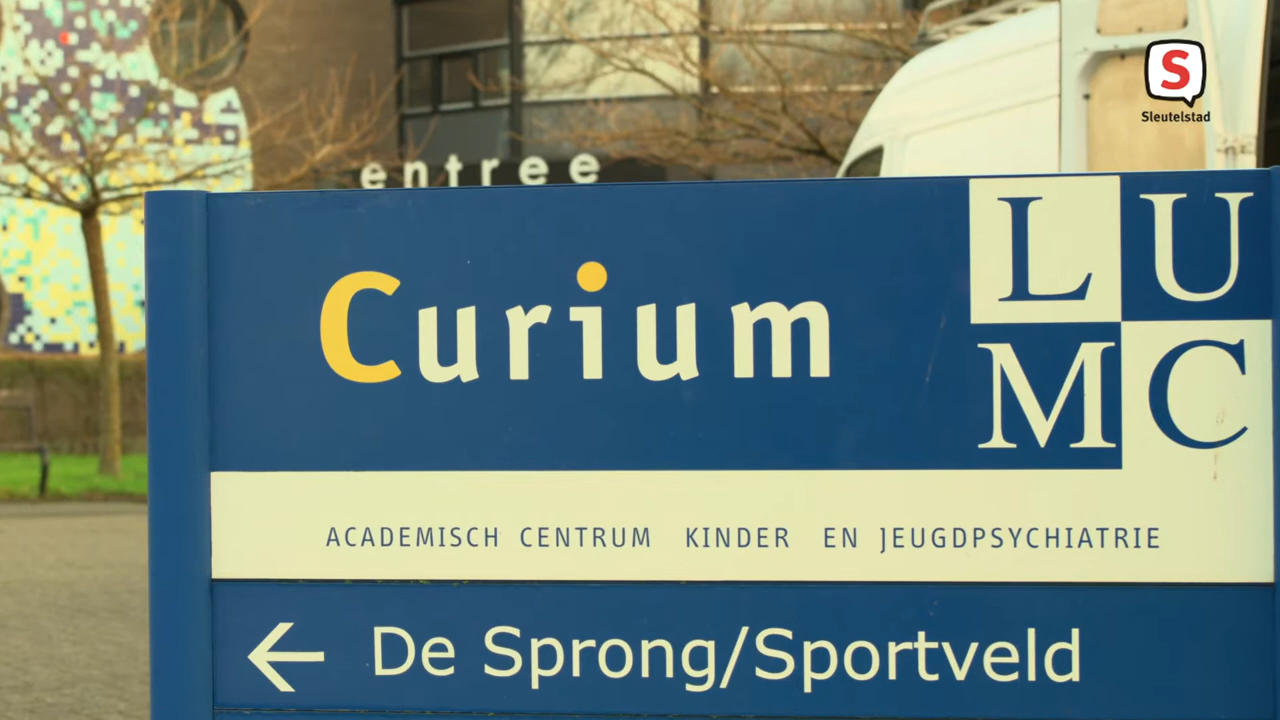 S
Sleutelstad
entree
Curium
LU
MC
ACADEMISCH CENTRUM KINDER EN JEUGDPSYCHIATRIE
← De Sprong/Sportveld